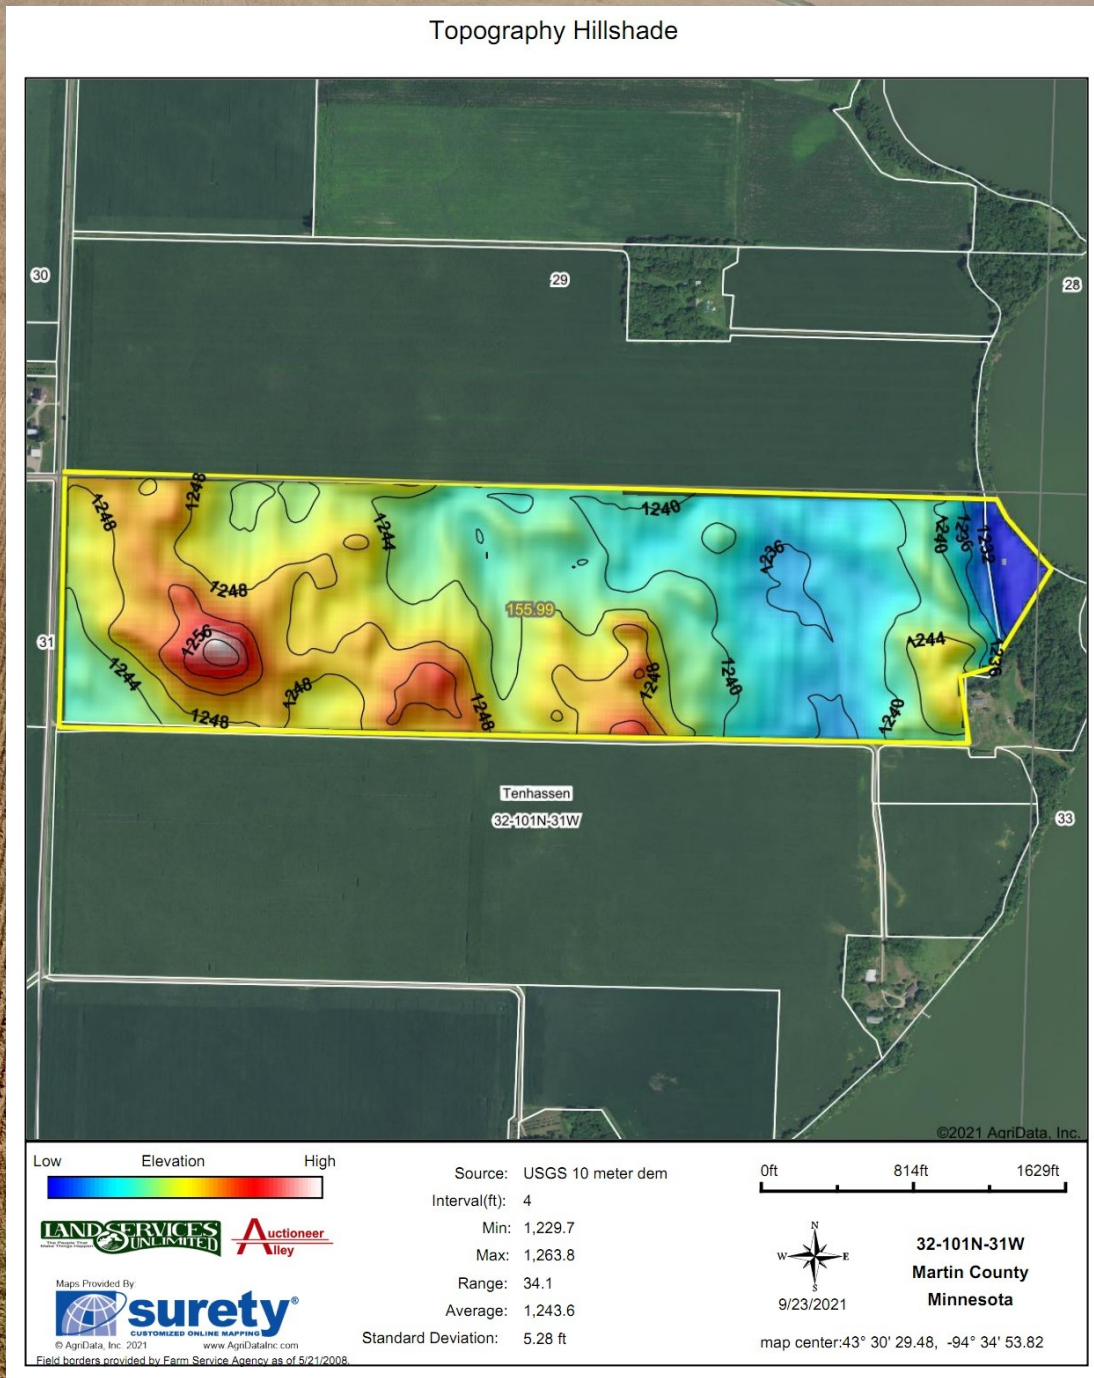 Topography Hillshade
30
29
28
1248
1248
1244
1240
1236
1240
1236
1232
1248
155.99
31
1256
1244
1244
1236
1248
1240
1248
1248
1248
1240
Tenhassen
32-101N-31W
33
©2021 AgriData, Inc.
Low Elevation High
LAND SERVICES
UNLIMITED
Auctioneer
Alley
Maps Provided By:
surety®
CUSTOMIZED ONLINE MAPPING
© AgriData, Inc. 2021 www.AgriDataInc.com
Field borders provided by Farm Service Agency as of 5/21/2008.
Source: USGS 10 meter dem
Interval(ft): 4
Min: 1,229.7
Max: 1,263.8
Range: 34.1
Average: 1,243.6
Standard Deviation: 5.28 ft
0ft 814ft 1629ft
N
W E
S
9/23/2021
32-101N-31W
Martin County
Minnesota
map center:43° 30' 29.48, -94° 34' 53.82